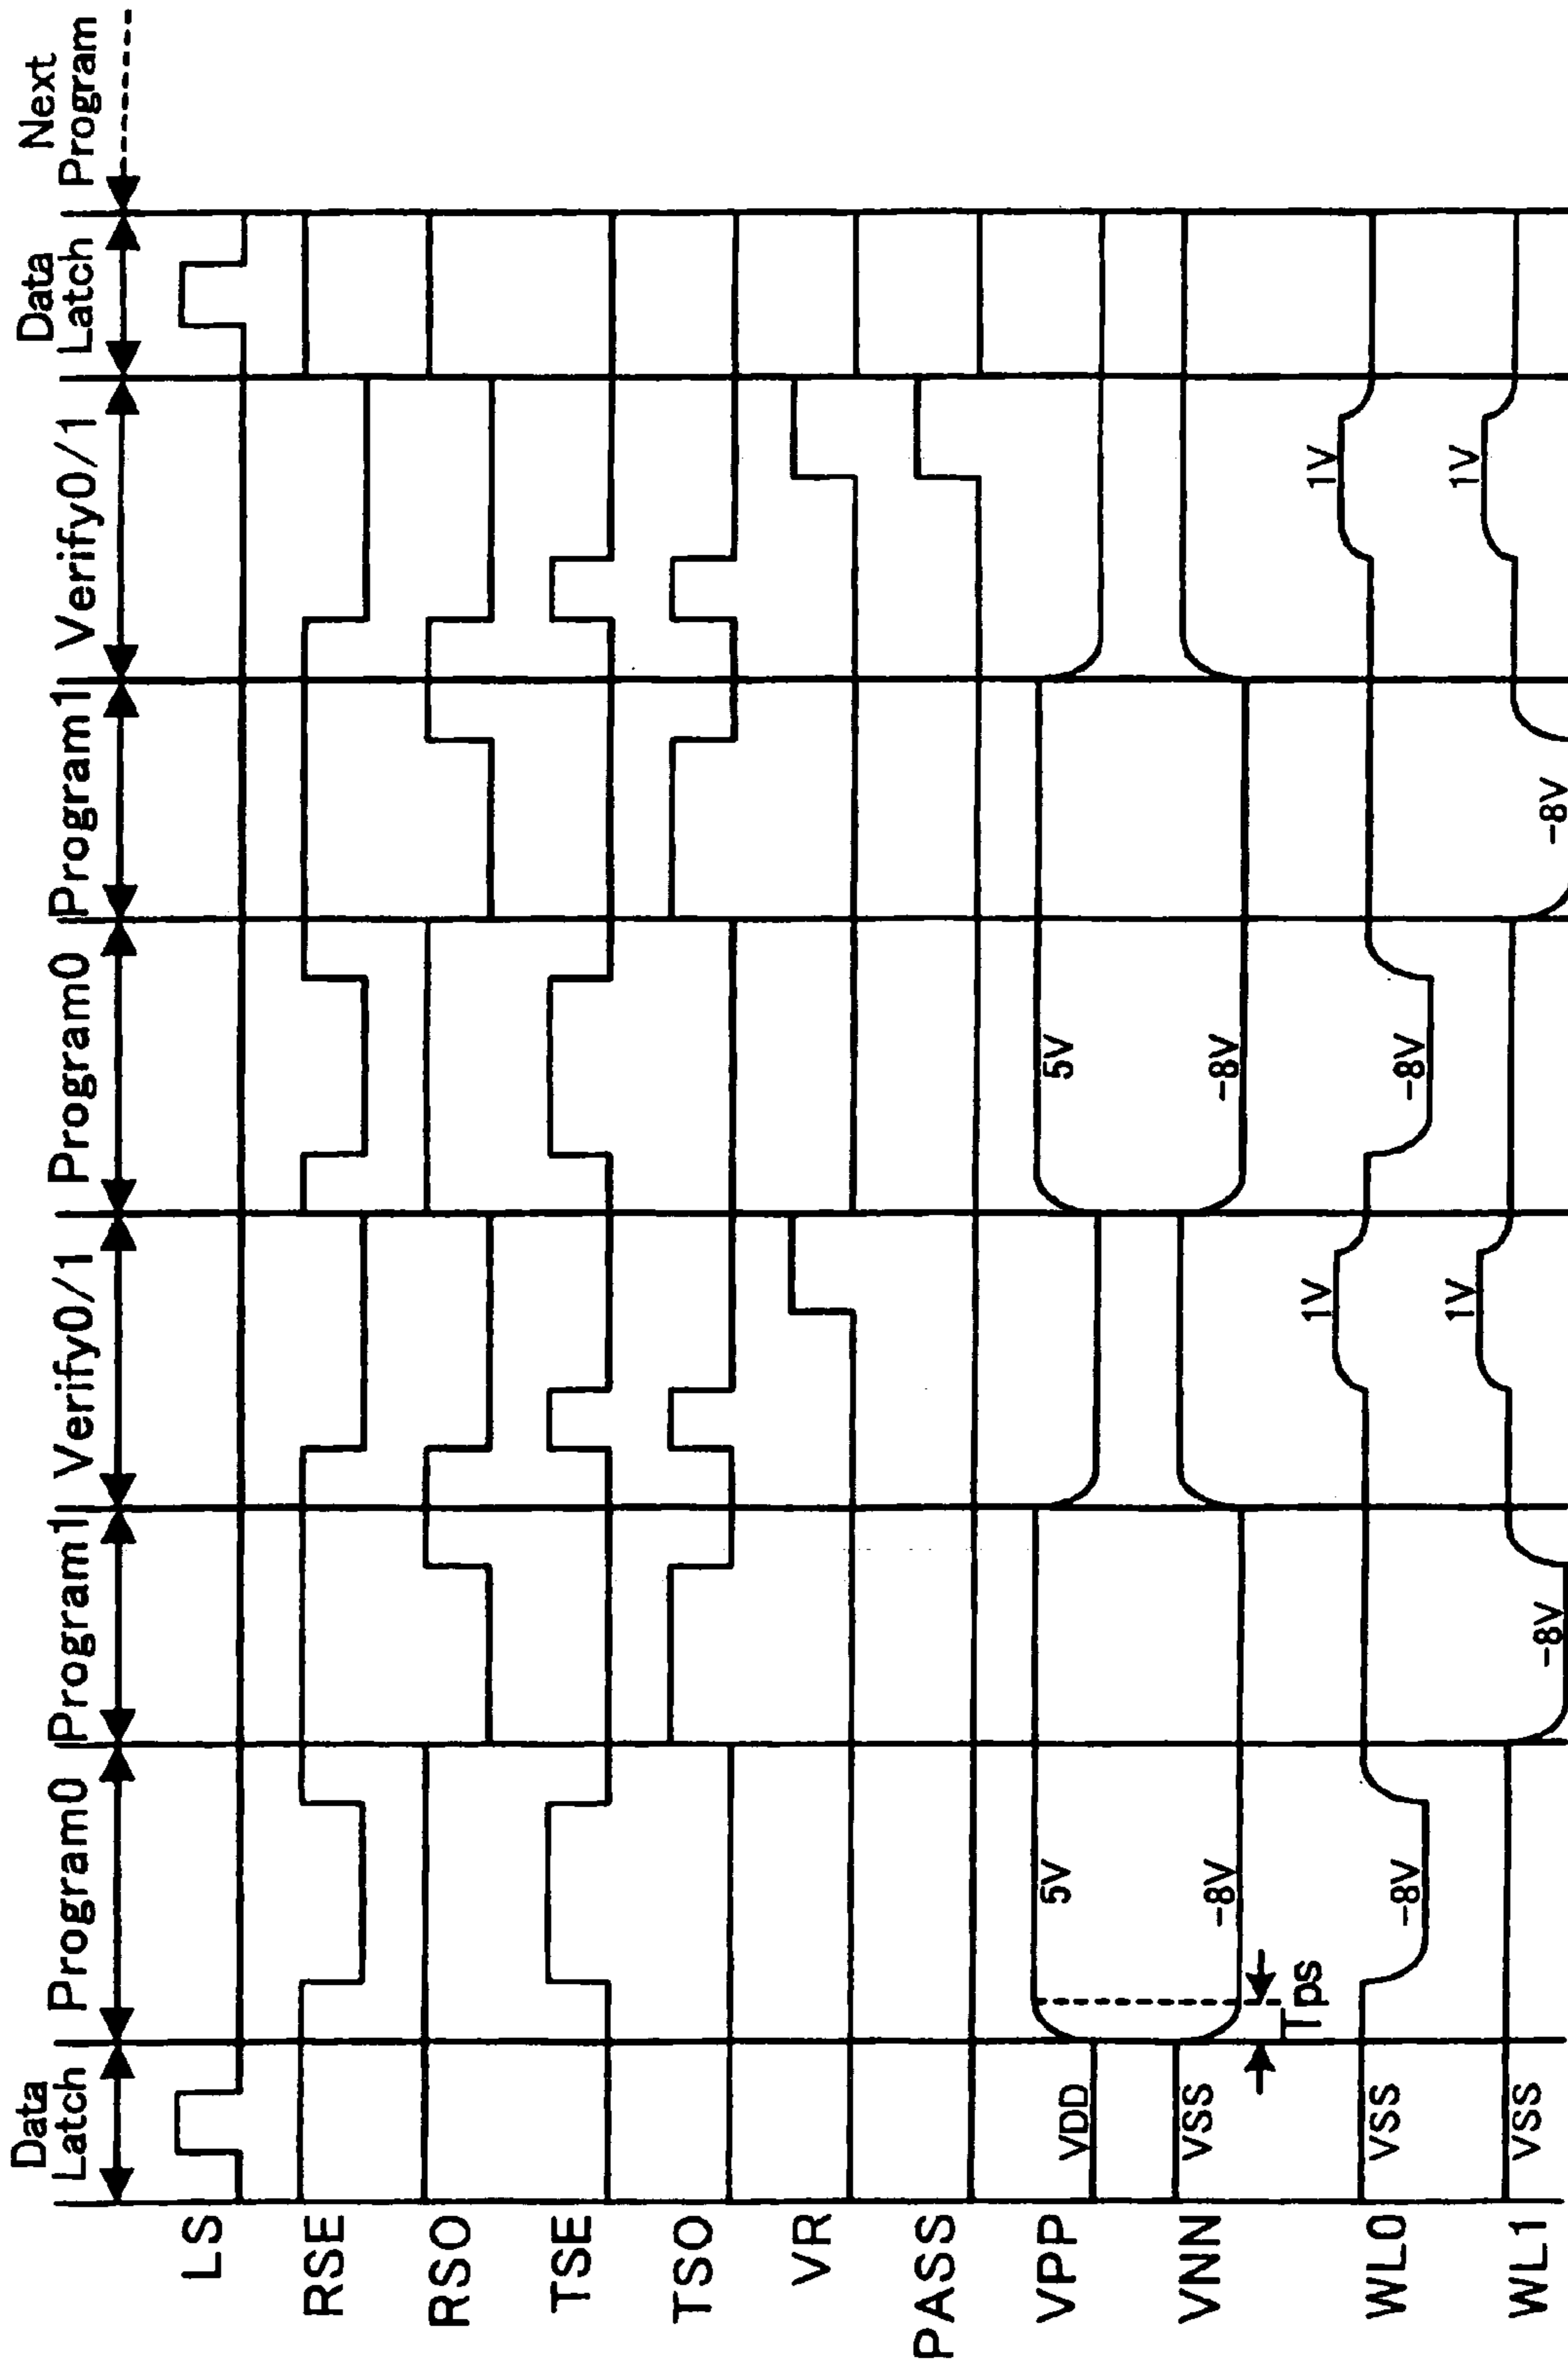 Data Latch
Program0
Program1
Verify0/1
Program0
Program1
Verify0/1
Data Latch
Next Program
LS
RSE
RSO
TSE
TSO
VR
PASS
VPP
VDD
5V
5V
VNN
VSS
-8V
-8V
Tps
WL0
VSS
-8V
1V
-8V
1V
WL1
VSS
-8V
1V
-8V
1V